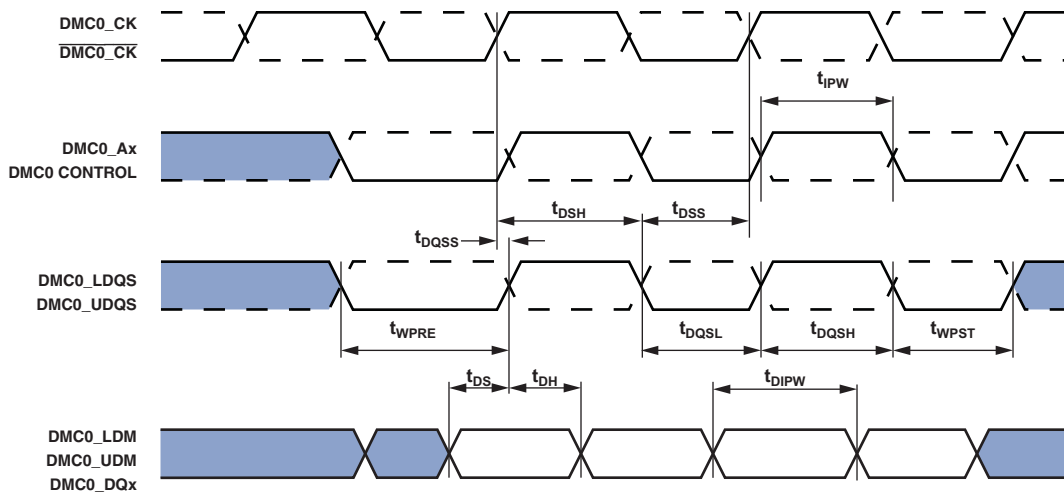 DMC0_CK
DMC0_CK
tIPW
DMC0_Ax
DMC0 CONTROL
tDSH
tDSS
tDQSS
DMC0_LDQS
DMC0_UDQS
tWPRE
tDQSL
tDQSH
tWPST
tDS
tDH
tDIPW
DMC0_LDM
DMC0_UDM
DMC0_DQx